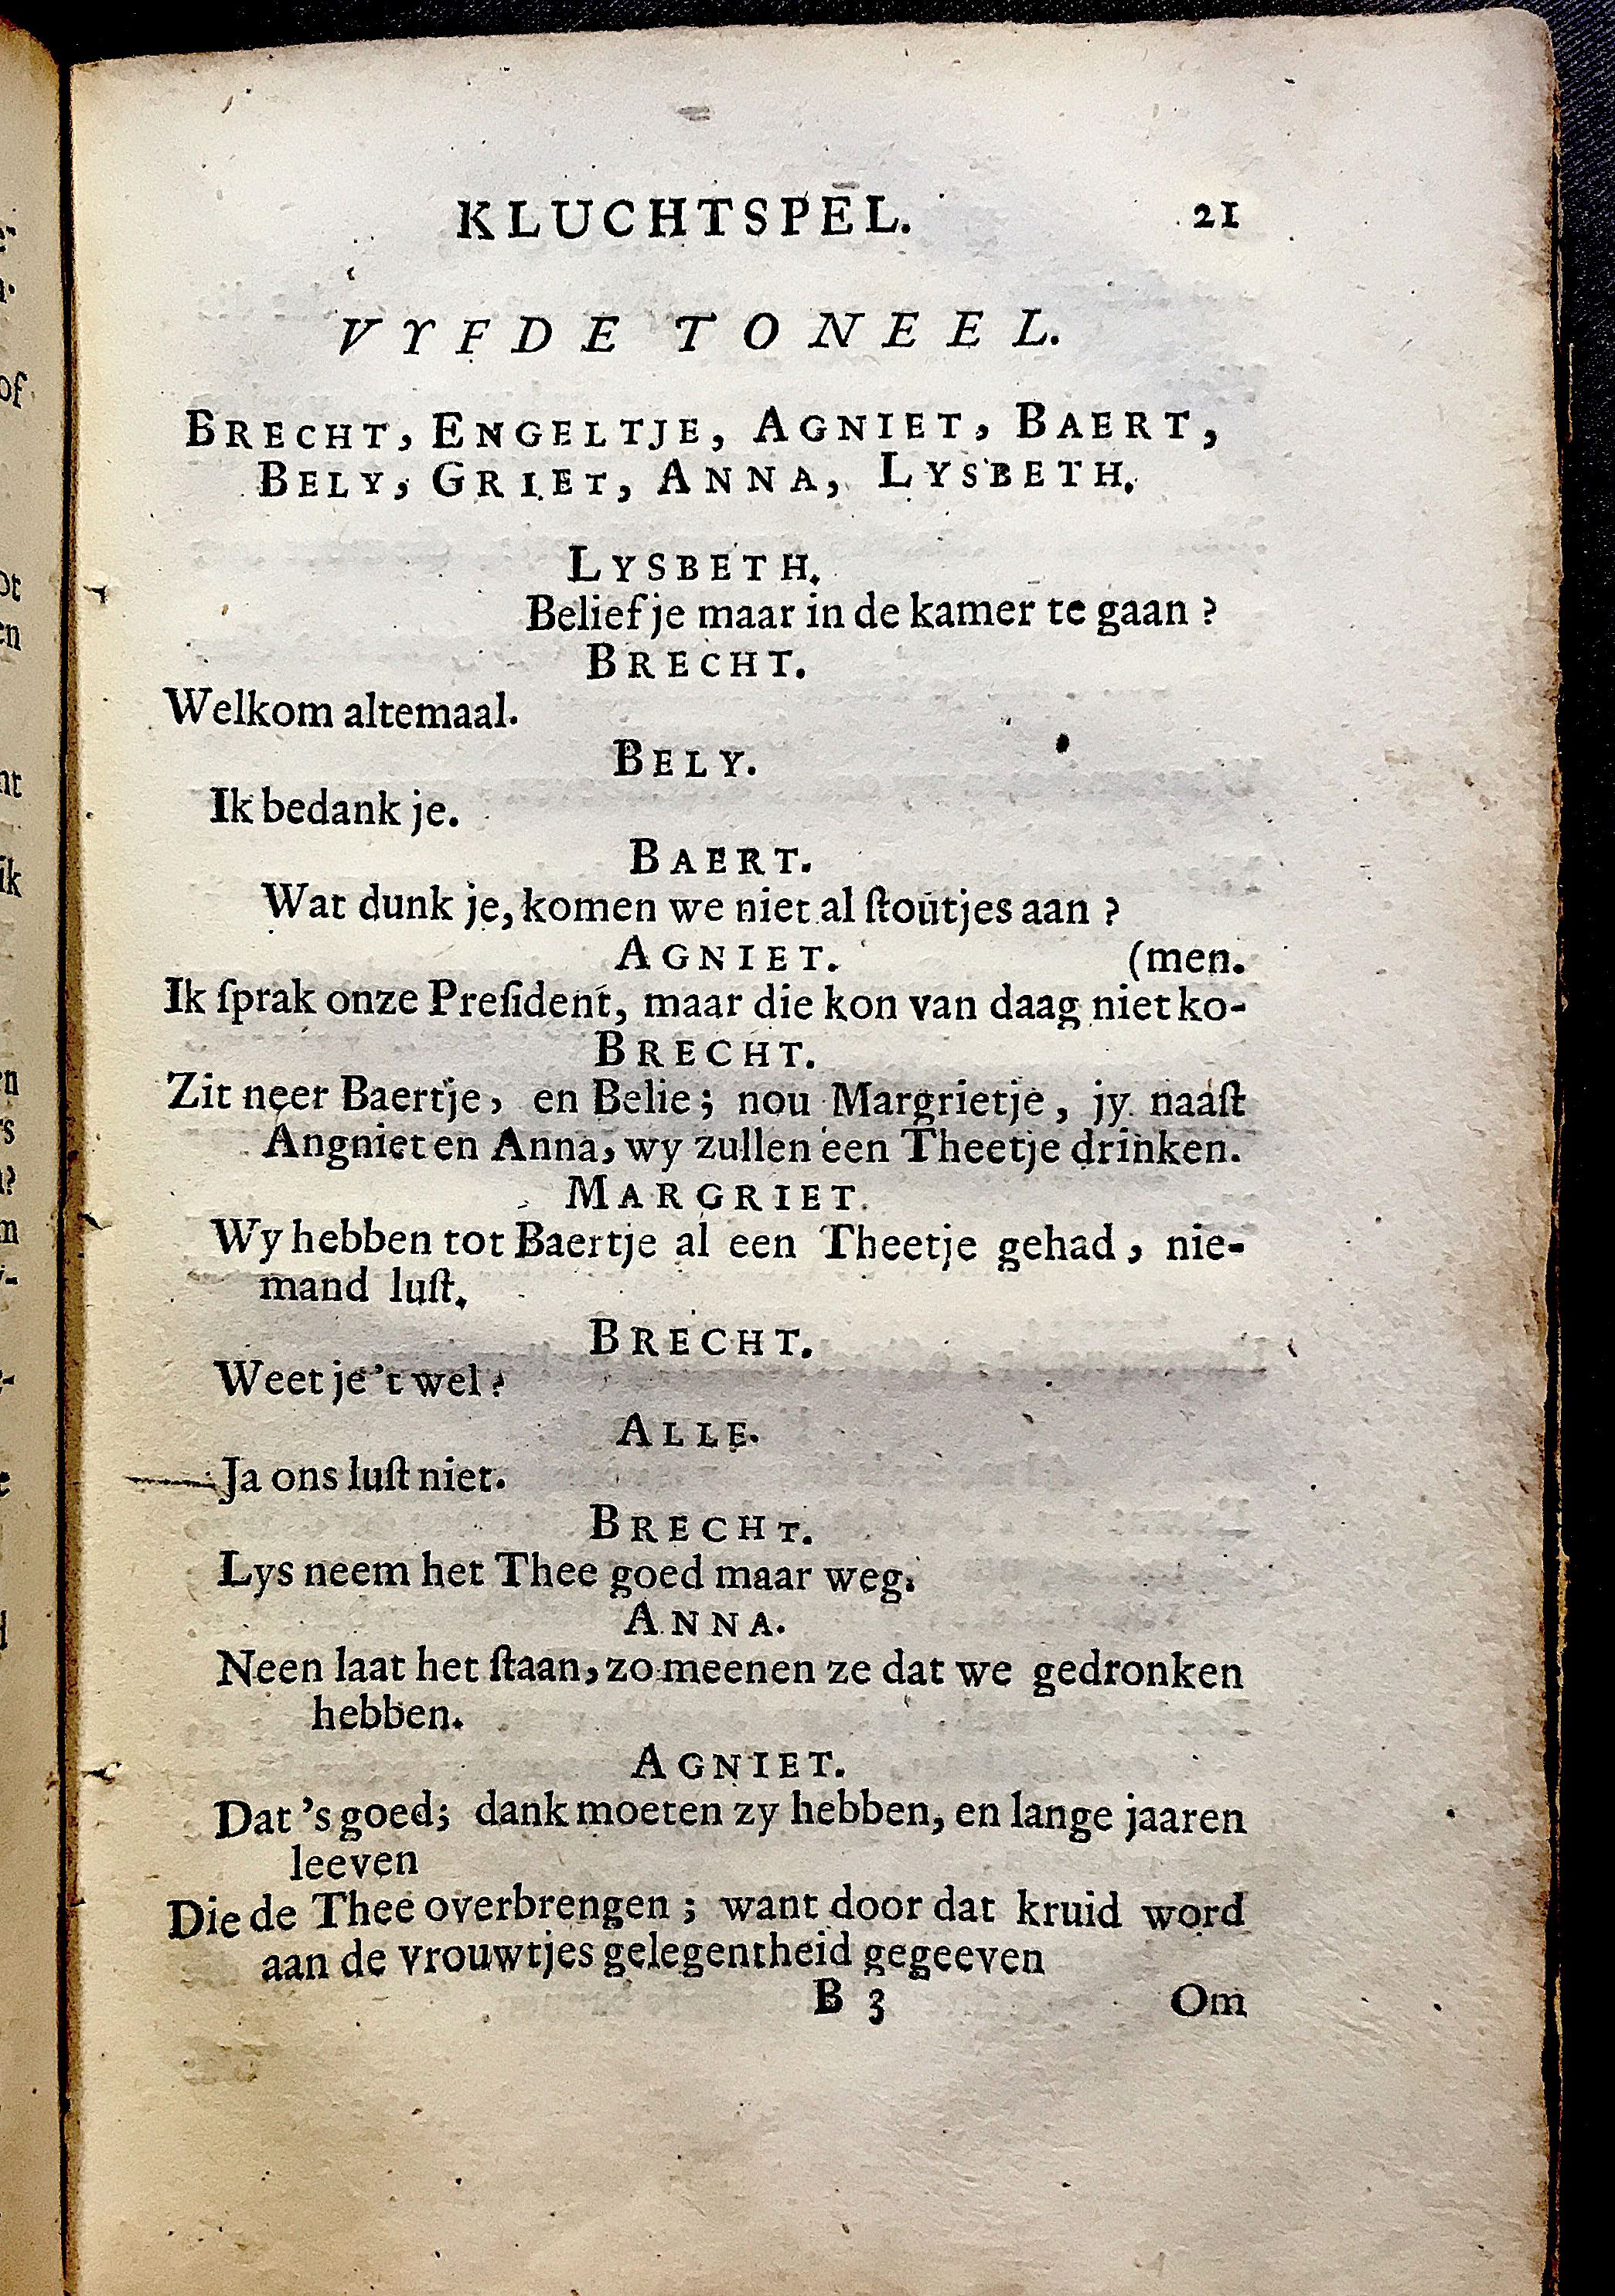 KLUCHTSPEL. 21
VYFDE TONEEL.
BRECHT, ENGELTJE, AGNIET, BAERT,
BELY, GRIET, ANNA, LYSBETH.
LYSBETH.
Belief je maar in de kamer te gaan?
BRECHT.
Welkom altemaal.
BELY.
Ik bedank je.
BAERT.
Wat dunk je, komen we niet al ſtoutjes aan?
AGNIET. (men.
Ik ſprak onze Preſident, maar die kon van daag niet ko-
BRECHT.
Zit neer Baertje, en Belie; nou Margrietje, jy naaſt
Angniet en Anna, wy zullen een Theetje drinken.
MARGRIET.
Wy hebben tot Baertje al een Theetje gehad, nie-
mand luſt.
BRECHT.
Weet je 't wel?
ALLE.
Ja ons luſt niet.
BRECHT.
Lys neem het Thee goed maar weg.
ANNA.
Neen laat het ſtaan, zo meenen ze dat we gedronken
hebben.
AGNIET.
Dat 's goed; dank moeten zy hebben, en lange jaaren
leeven
Die de Thee overbrengen; want door dat kruid word
aan de vrouwtjes gelegentheid gegeeven
B 3 Om